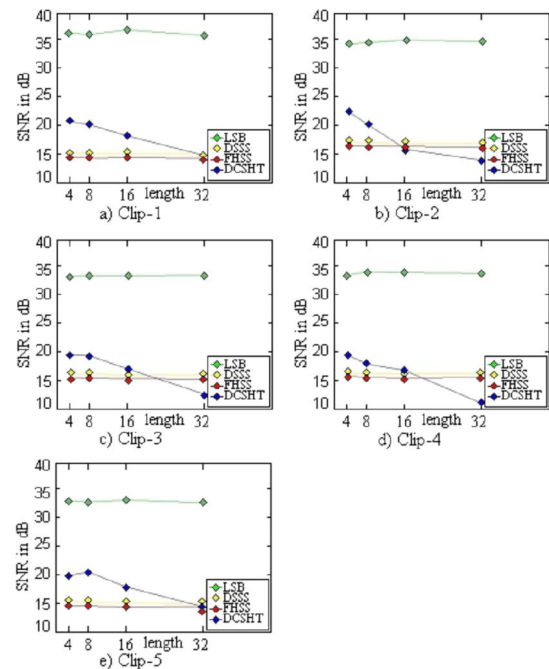 SNR in dB
40
35
30
25
20
15
10
LSB
DSSS
FHSS
DCSHT
4 8 16 length 32
a) Clip-1
SNR in dB
40
35
30
25
20
15
10
LSB
DSSS
FHSS
DCSHT
4 8 16 length 32
b) Clip-2
SNR in dB
40
35
30
25
20
15
10
LSB
DSSS
FHSS
DCSHT
4 8 16 length 32
c) Clip-3
SNR in dB
40
35
30
25
20
15
10
LSB
DSSS
FHSS
DCSHT
4 8 16 length 32
d) Clip-4
SNR in dB
40
35
30
25
20
15
10
LSB
DSSS
FHSS
DCSHT
4 8 16 length 32
e) Clip-5